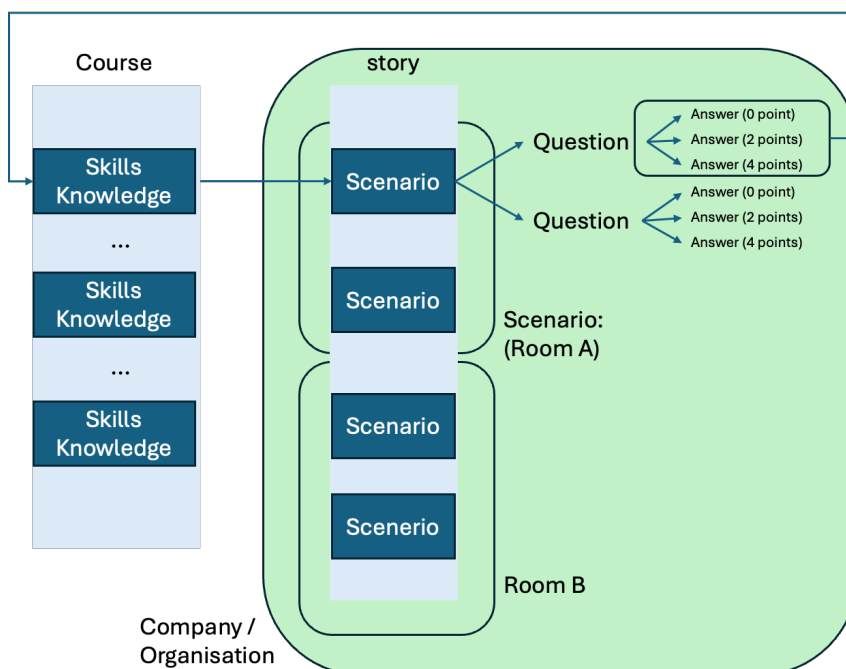 Course
story
Skills
Knowledge
...
Skills
Knowledge
...
Skills
Knowledge
Scenario
Scenario
Scenario
Scenerio
Question
Answer (0 point)
Answer (2 points)
Answer (4 points)
Question
Answer (0 point)
Answer (2 points)
Answer (4 points)
Scenario:
(Room A)
Room B
Company /
Organisation